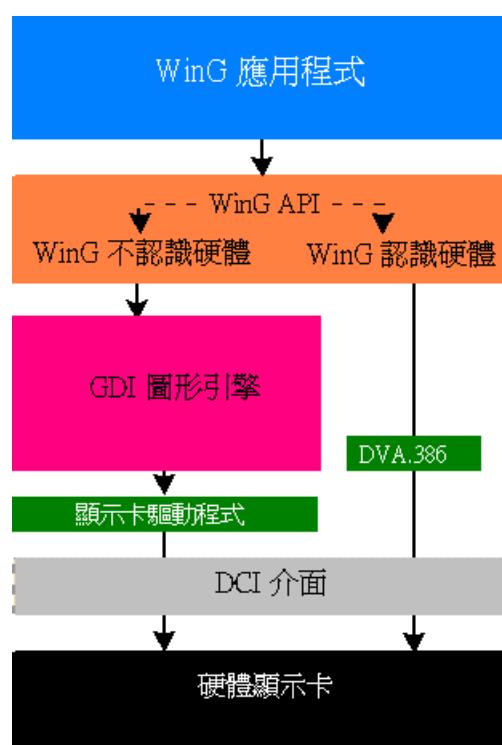 WinG 應用程式
WinG API
WinG 不認識硬體
WinG 認識硬體
GDI 圖形引擎
DVA.386
顯示卡驅動程式
DCI 介面
硬體顯示卡